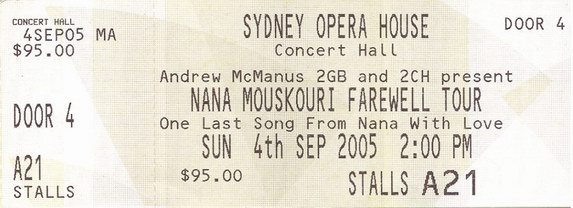 CONCERT HALL
4SEP05 MA
$95.00
DOOR 4
A21
STALLS
SYDNEY OPERA HOUSE
DOOR 4
Concert Hall
Andrew McManus 2GB and 2CH present
NANA MOUSKOURI FAREWELL TOUR
One Last Song From Nana With Love
SUN 4th SEP 2005 2:00 PM
$95.00
STALLS A21